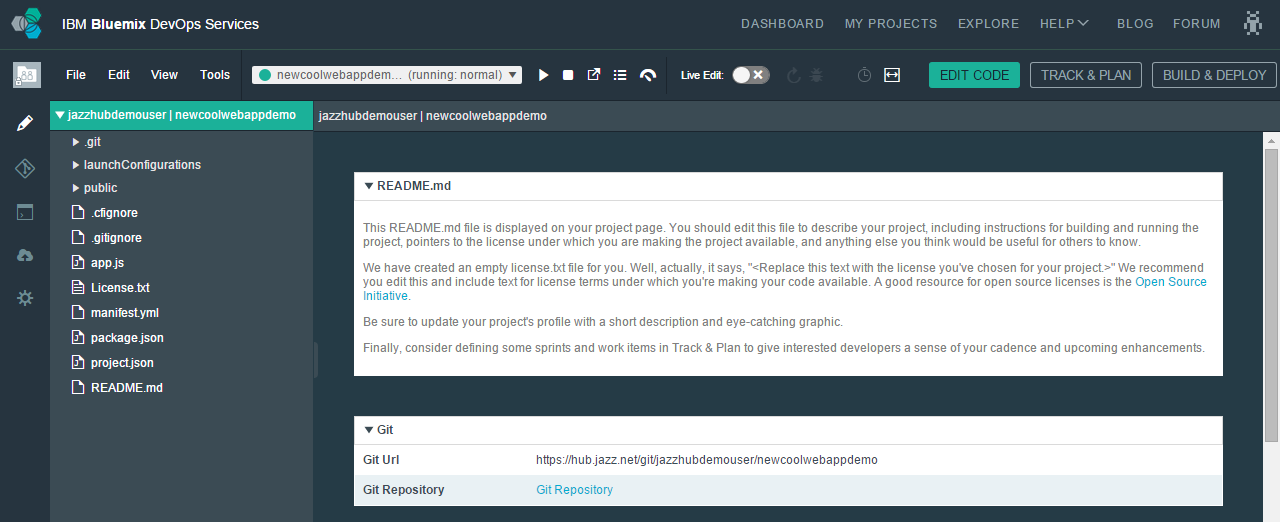 IBM Bluemix DevOps Services
DASHBOARD MY PROJECTS EXPLORE HELP BLOG FORUM
File Edit View Tools newcoolwebappdem... (running: normal) Live Edit: EDIT CODE TRACK & PLAN BUILD & DEPLOY
jazzhubdemouser | newcoolwebappdemo
.git
launchConfigurations
public
.cfignore
.gitignore
app.js
License.txt
manifest.yml
package.json
project.json
README.md
jazzhubdemouser | newcoolwebappdemo
README.md
This README.md file is displayed on your project page. You should edit this file to describe your project, including instructions for building and running the
project, pointers to the license under which you are making the project available, and anything else you think would be useful for others to know.
We have created an empty license.txt file for you. Well, actually, it says, "<Replace this text with the license you've chosen for your project.>" We recommend
you edit this and include text for license terms under which you're making your code available. A good resource for open source licenses is the Open Source
Initiative.
Be sure to update your project's profile with a short description and eye-catching graphic.
Finally, consider defining some sprints and work items in Track & Plan to give interested developers a sense of your cadence and upcoming enhancements.
Git
Git Url https://hub.jazz.net/git/jazzhubdemouser/newcoolwebappdemo
Git Repository Git Repository